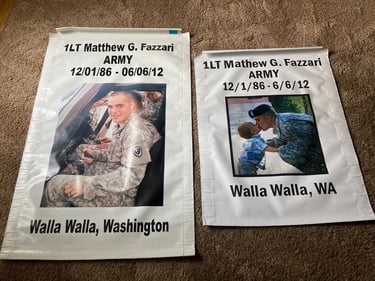 1LT Matthew G. Fazzari
ARMY
12/01/86 - 06/06/12
Walla Walla, Washington
1LT Mathew G. Fazzari
ARMY
12/1/86 - 6/6/12
Walla Walla, WA